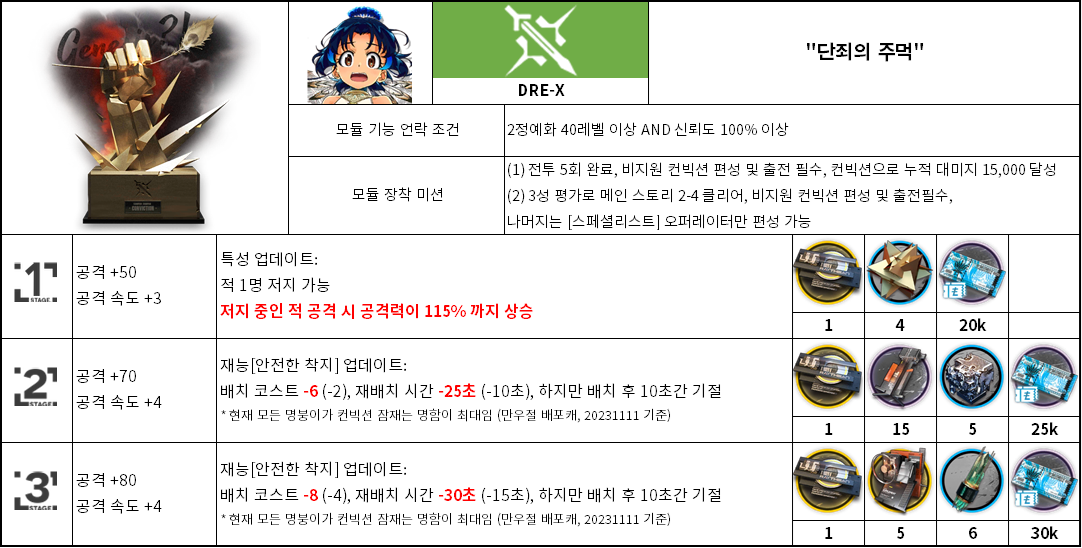 DRE-X
"단죄의 주먹"
모듈 기능 언락 조건
2정예화 40레벨 이상 AND 신뢰도 100% 이상
모듈 장착 미션
(1) 전투 5회 완료, 비지원 컨빅션 편성 및 출전 필수, 컨빅션으로 누적 대미지 15,000 달성
(2) 3성 평가로 메인 스토리 2-4 클리어, 비지원 컨빅션 편성 및 출전필수,
나머지는 [스페셜리스트] 오퍼레이터만 편성 가능
1
STAGE.
공격 +50
공격 속도 +3
특성 업데이트:
적 1명 저지 가능
저지 중인 적 공격 시 공격력이 115% 까지 상승
1
4
20k
2
STAGE.
공격 +70
공격 속도 +4
재능[안전한 착지] 업데이트:
배치 코스트 -6 (-2), 재배치 시간 -25초 (-10초), 하지만 배치 후 10초간 기절
* 현재 모든 명붕이가 컨빅션 잠재는 명함이 최대임 (만우절 배포캐, 20231111 기준)
1
15
5
25k
3
STAGE.
공격 +80
공격 속도 +4
재능[안전한 착지] 업데이트:
배치 코스트 -8 (-4), 재배치 시간 -30초 (-15초), 하지만 배치 후 10초간 기절
* 현재 모든 명붕이가 컨빅션 잠재는 명함이 최대임 (만우절 배포캐, 20231111 기준)
1
5
6
30k